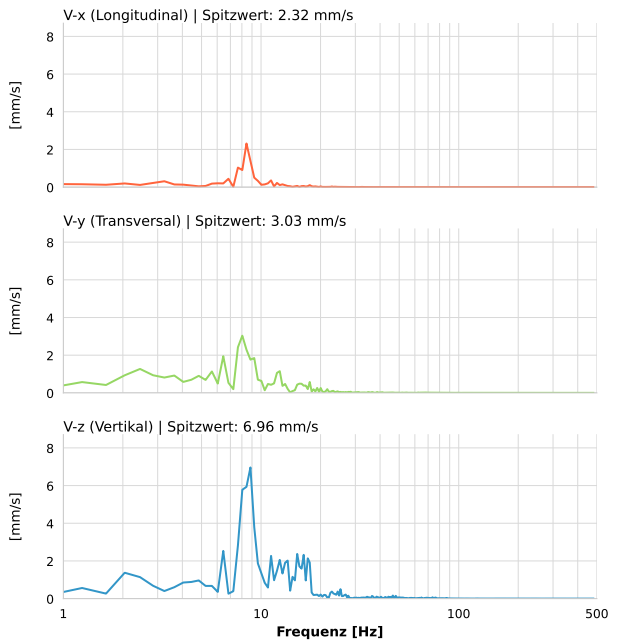 V-x (Longitudinal) | Spitzwert: 2.32 mm/s
8
6
4
2
0
[mm/s]
V-y (Transversal) | Spitzwert: 3.03 mm/s
8
6
4
2
0
[mm/s]
V-z (Vertikal) | Spitzwert: 6.96 mm/s
8
6
4
2
0
[mm/s]
1 10 100 500
Frequenz [Hz]